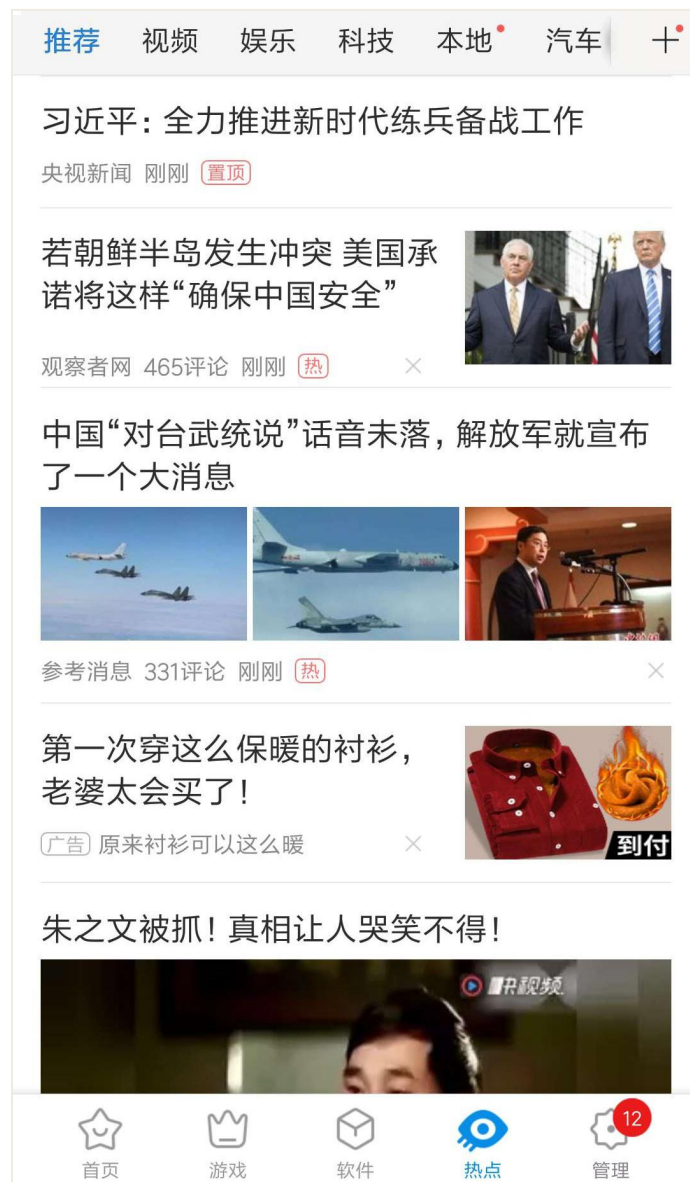 推荐 视频 娱乐 科技 本地 汽车
习近平：全力推进新时代练兵备战工作
央视新闻 刚刚 置顶
若朝鲜半岛发生冲突 美国承
诺将这样“确保中国安全”
观察者网 465评论 刚刚 热
中国“对台武统说”话音未落，解放军就宣布
了一个大消息
参考消息 331评论 刚刚 热
第一次穿这么保暖的衬衫，
老婆太会买了！
到付
广告 原来衬衫可以这么暖
朱之文被抓！真相让人哭笑不得！
快视频
12
首页 游戏 软件 热点 管理